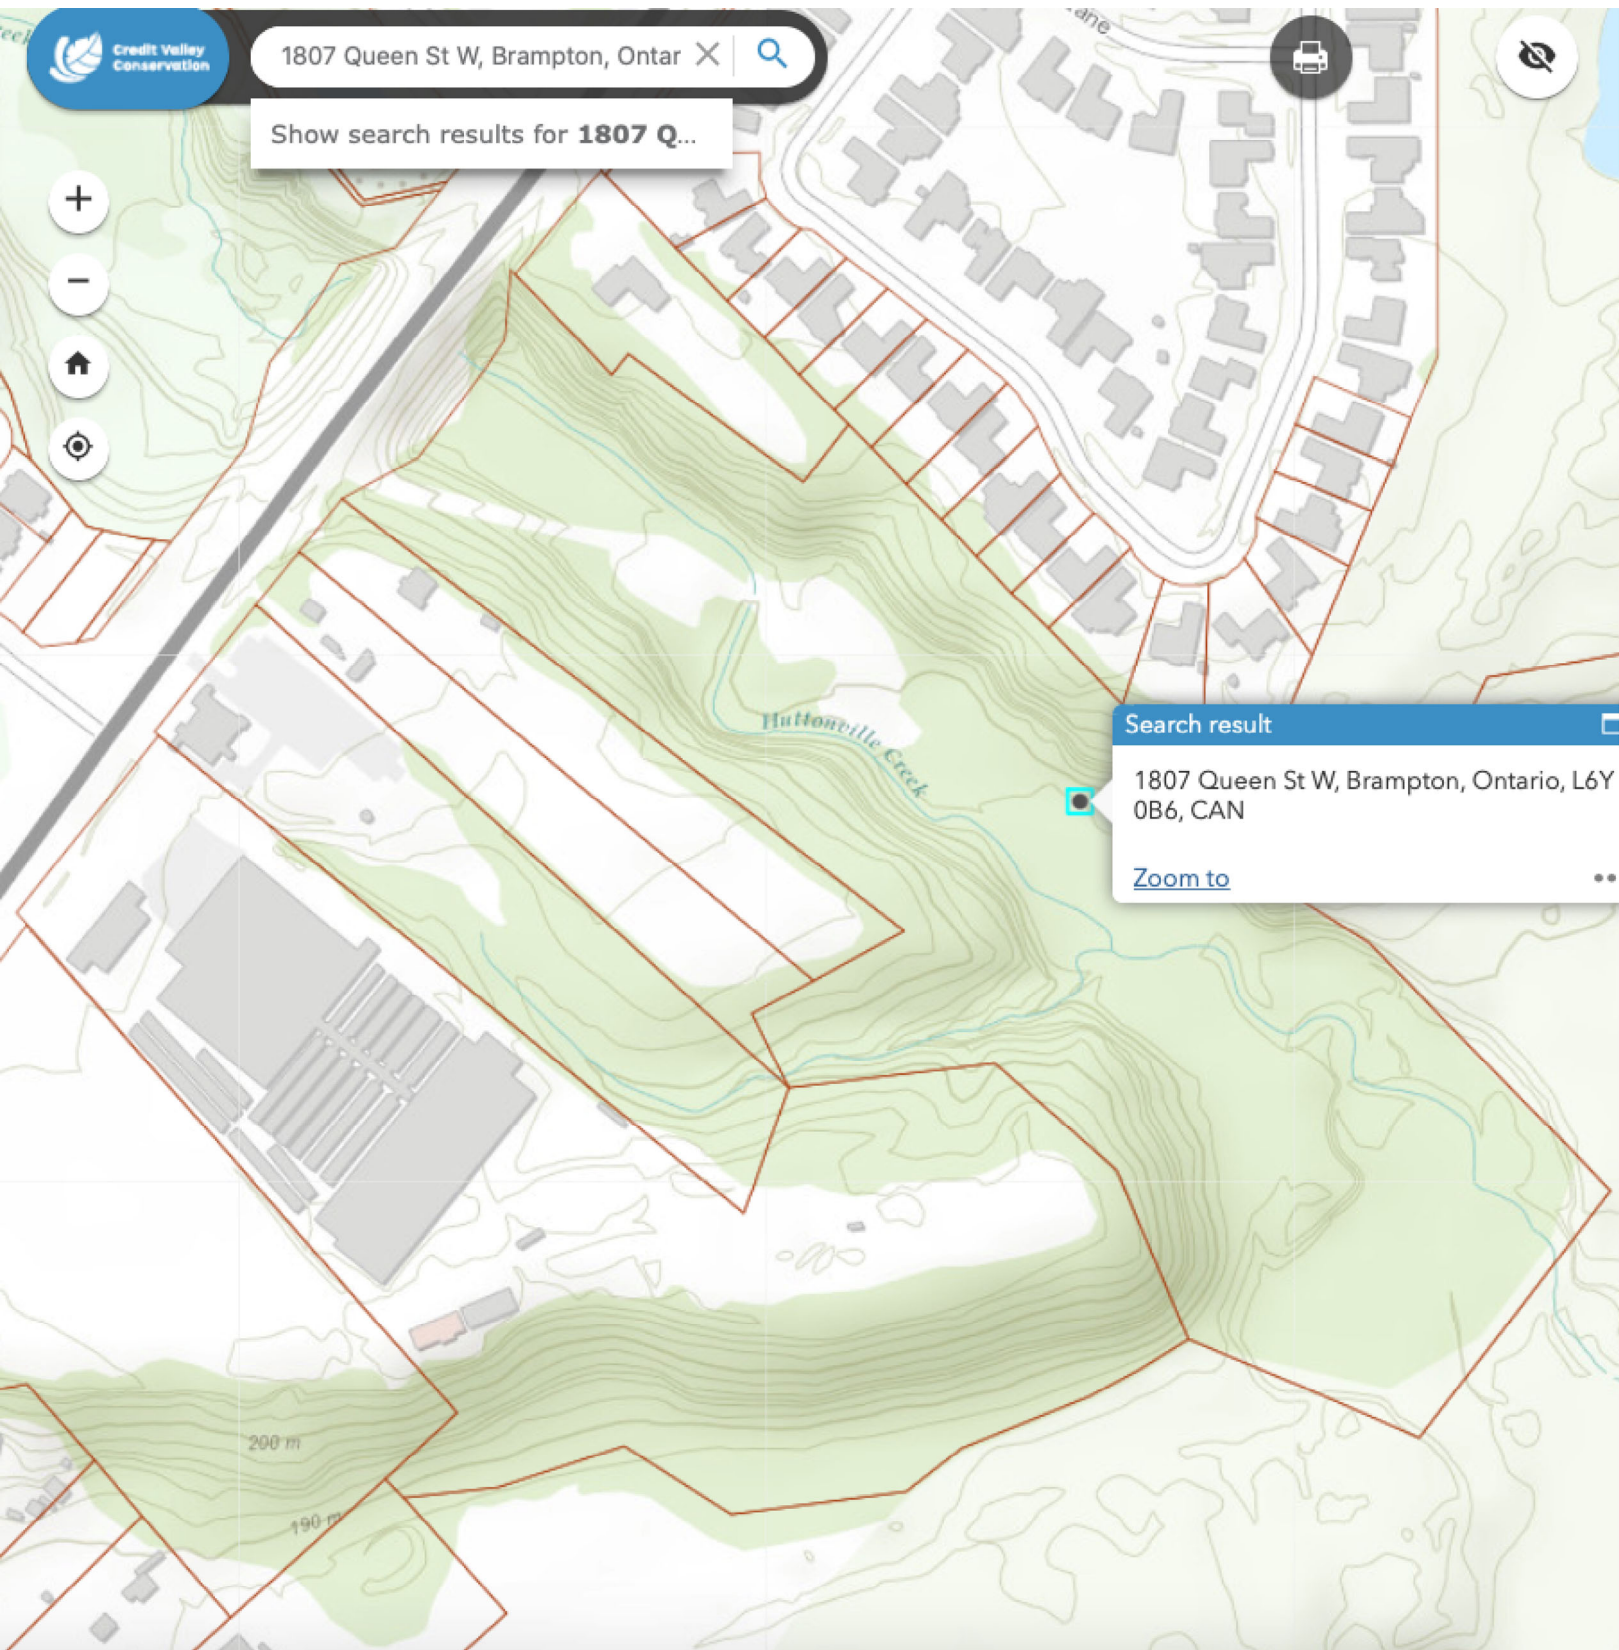 Credit Valley
Conservation
1807 Queen St W, Brampton, Ontar
Show search results for 1807 Q...
Huttonville Creek
Search result
1807 Queen St W, Brampton, Ontario, L6Y
0B6, CAN
Zoom to
200 m
190 m